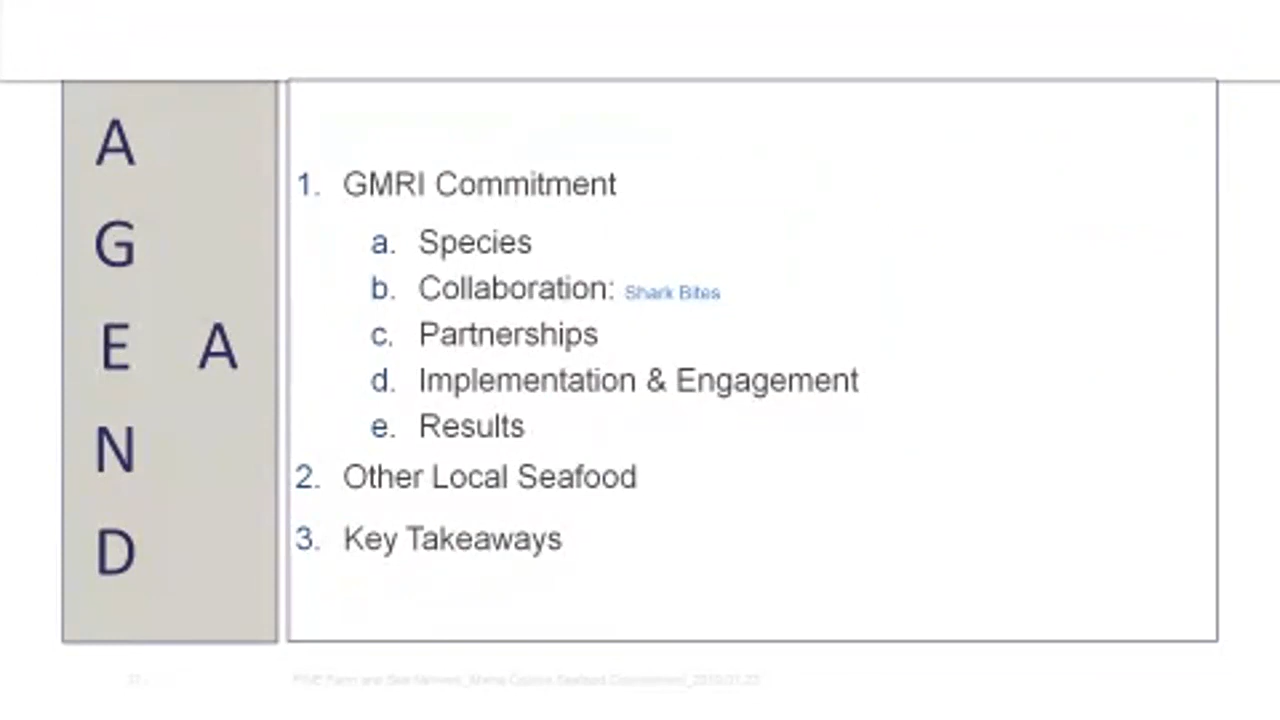 A
G
E A
N
D
1. GMRI Commitment
a. Species
b. Collaboration: Shark Bites
c. Partnerships
d. Implementation & Engagement
e. Results
2. Other Local Seafood
3. Key Takeaways